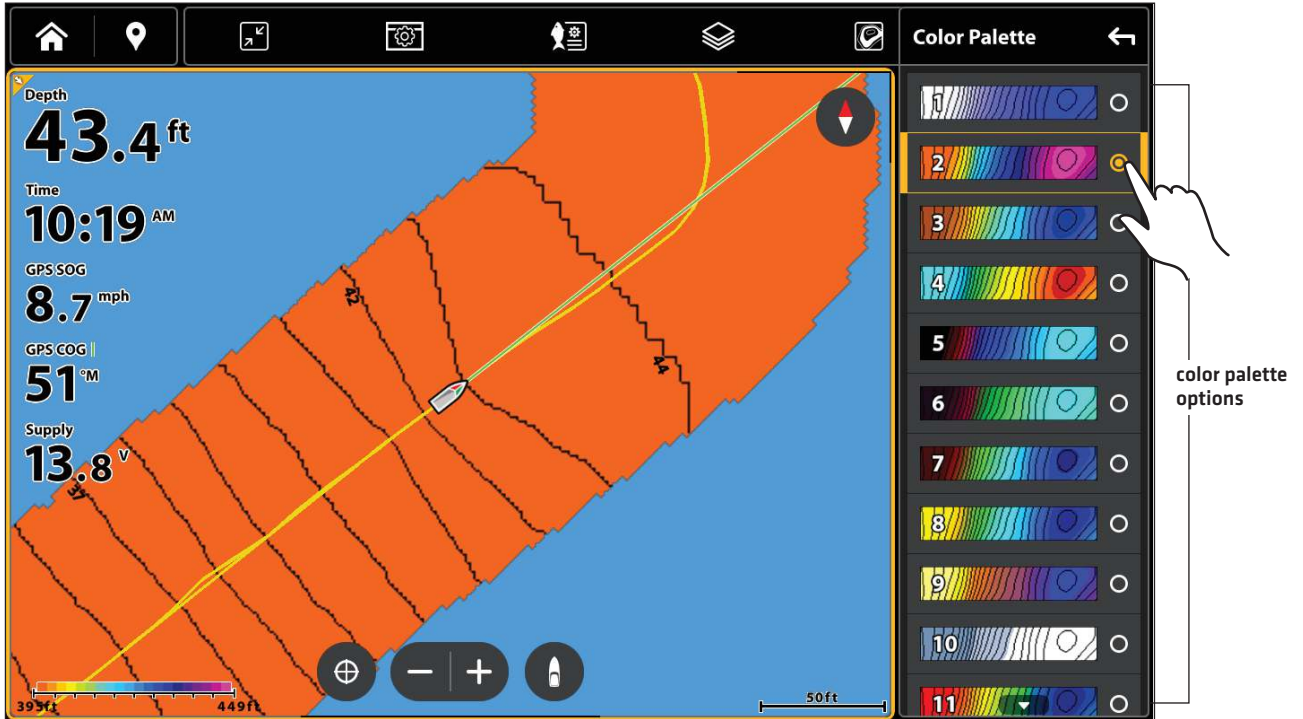 Color Palette
Depth
43.4 ft
Time
10:19 AM
GPS SOG
8.7 mph
GPS COG
51 °M
Supply
13.8 V
42
44
37
395ft 449ft
50ft
1
2
3
4
5
6
7
8
9
10
11
color palette
options